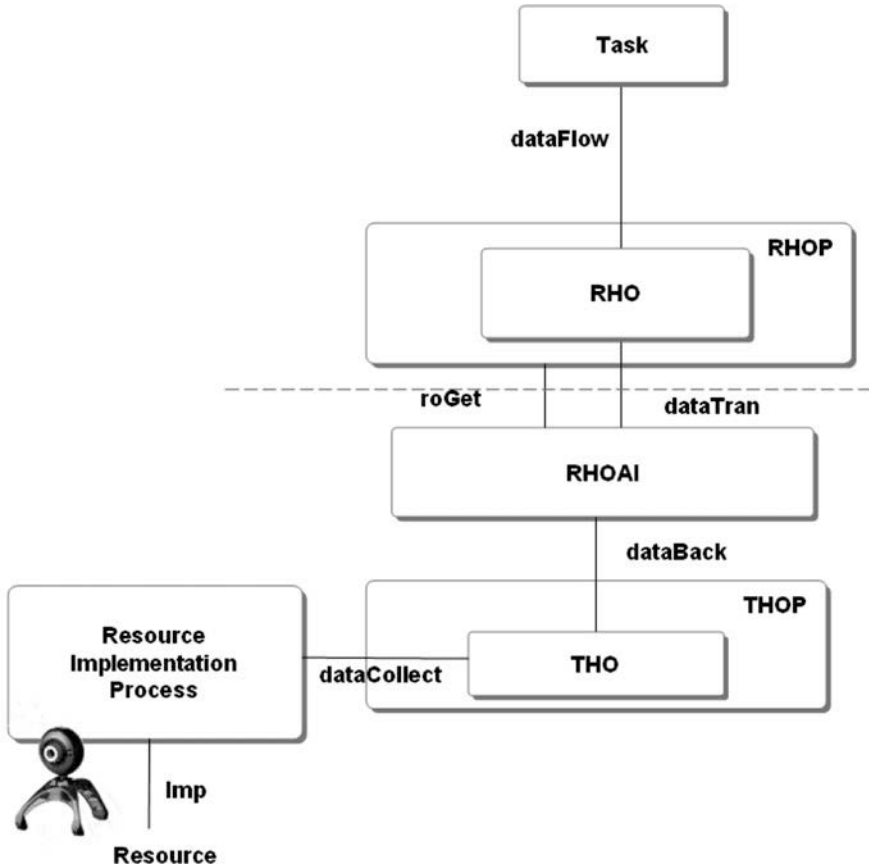 Task
dataFlow
RHOP
RHO
roGet
dataTran
RHOAI
dataBack
THOP
Resource
Implementation
Process
dataCollect
THO
Imp
Resource